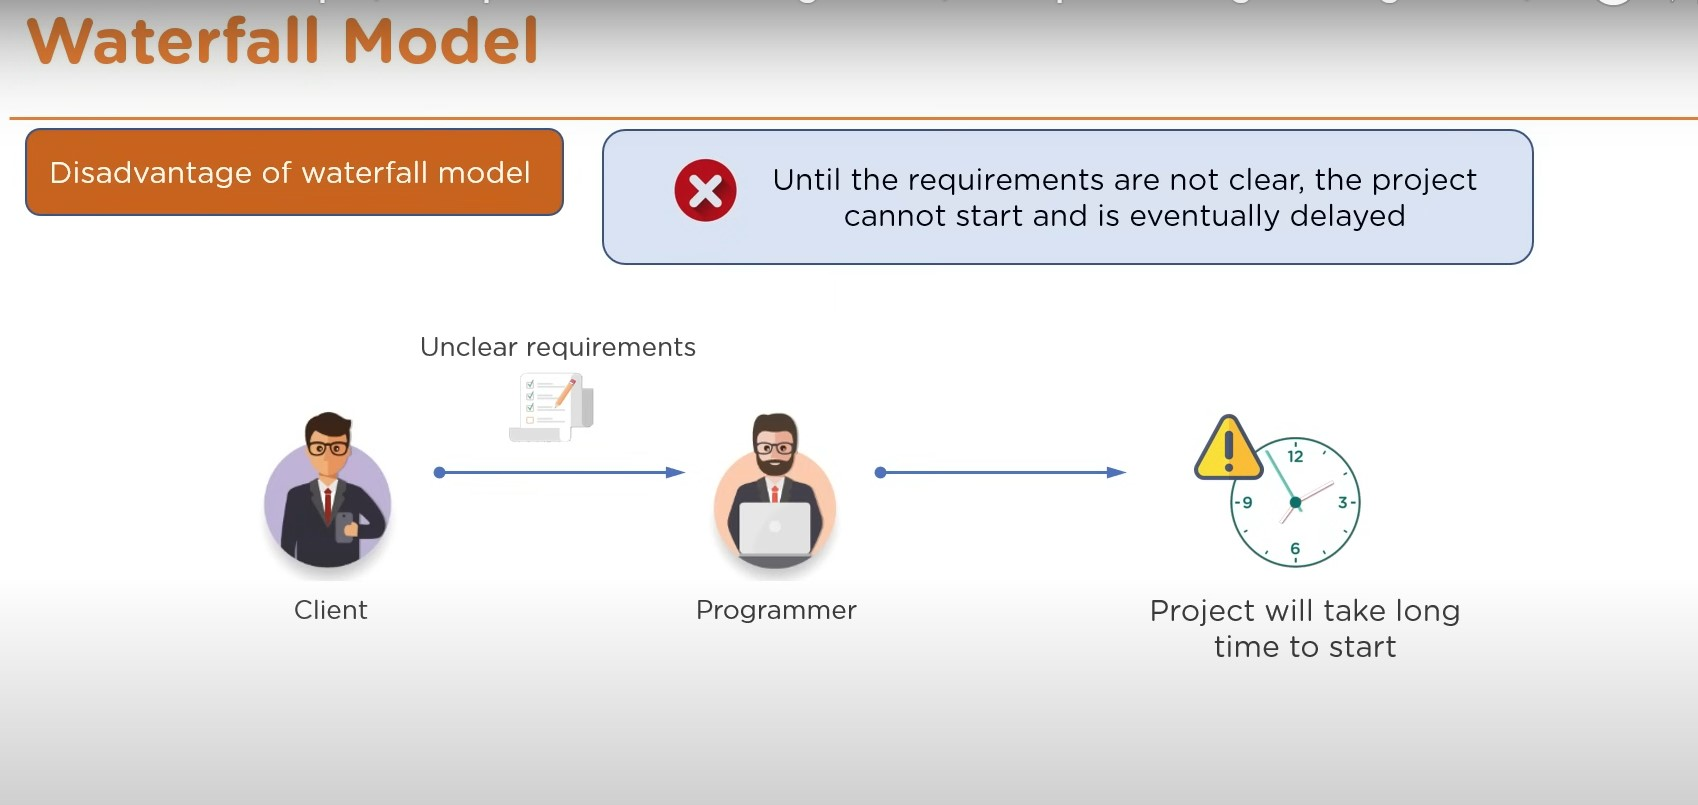 Waterfall Model
Disadvantage of waterfall model
Until the requirements are not clear, the project
cannot start and is eventually delayed
Unclear requirements
12
9
3
6
Client
Programmer
Project will take long
time to start